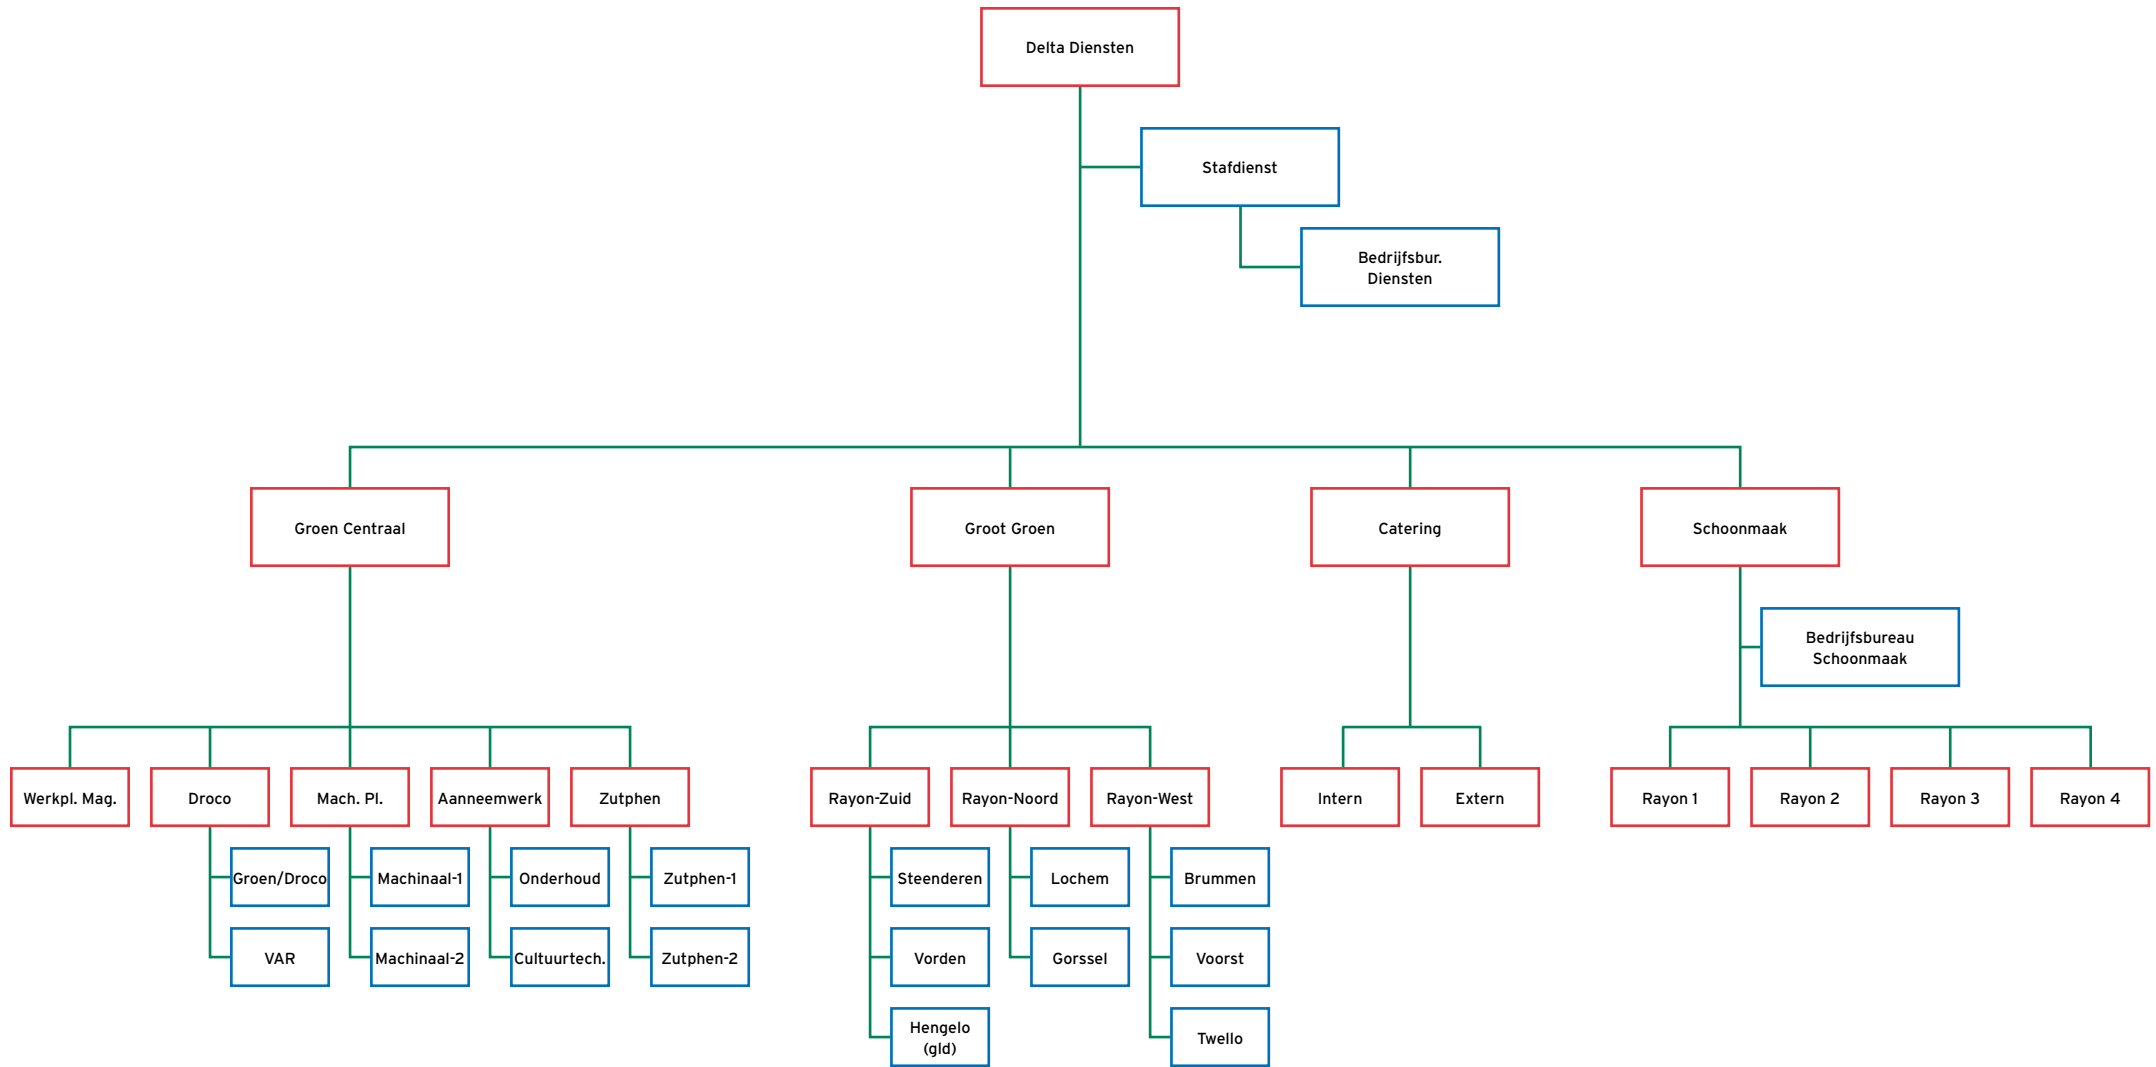 Delta Diensten
Stafdienst
Bedrijfsbur.
Diensten
Groen Centraal
Groot Groen
Catering
Schoonmaak
Bedrijfsbureau
Schoonmaak
Werkpl. Mag.
Droco
Mach. Pl.
Aanneemwerk
Zutphen
Rayon-Zuid
Rayon-Noord
Rayon-West
Intern
Extern
Rayon 1
Rayon 2
Rayon 3
Rayon 4
Groen/Droco
Machinaal-1
Onderhoud
Zutphen-1
Steenderen
Lochem
Brummen
VAR
Machinaal-2
Cultuurtech.
Zutphen-2
Vorden
Gorssel
Voorst
Hengelo
(gld)
Twello